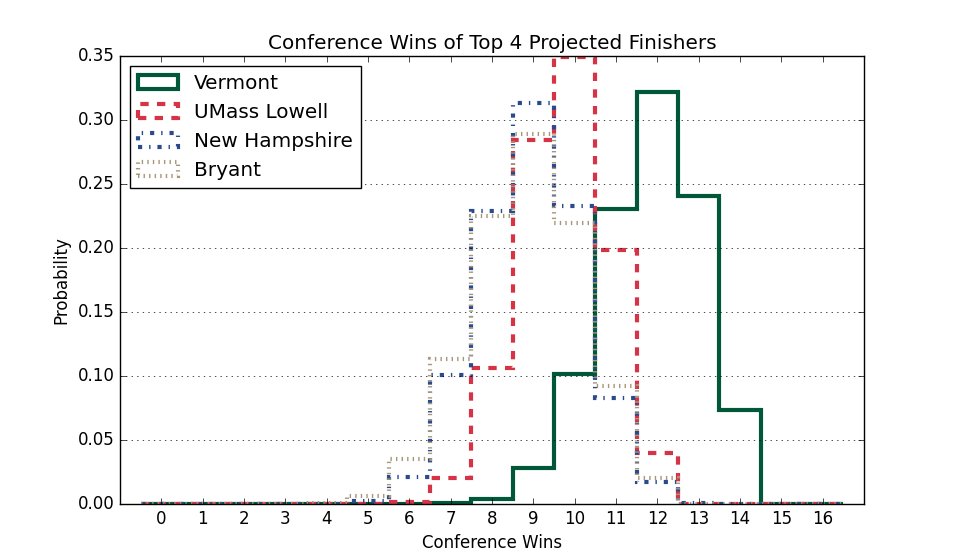 Conference Wins of Top 4 Projected Finishers
0.35
0.30
0.25
0.20
0.15
0.10
0.05
0.00
Probability
Vermont
UMass Lowell
New Hampshire
Bryant
0 1 2 3 4 5 6 7 8 9 10 11 12 13 14 15 16
Conference Wins